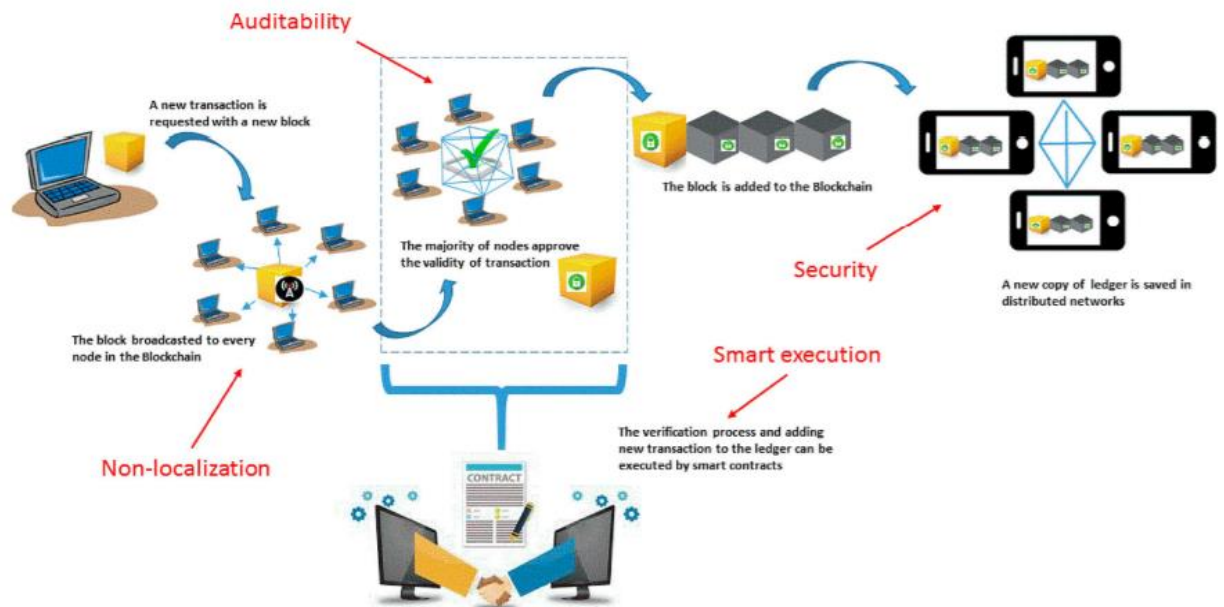 Auditability
A new transaction is
requested with a new block
The majority of nodes approve
the validity of transaction
The block is added to the Blockchain
Security
A new copy of ledger is saved in
distributed networks
The block broadcasted to every
node in the Blockchain
Non-localization
Smart execution
The verification process and adding
new transaction to the ledger can be
executed by smart contracts
CONTRACT